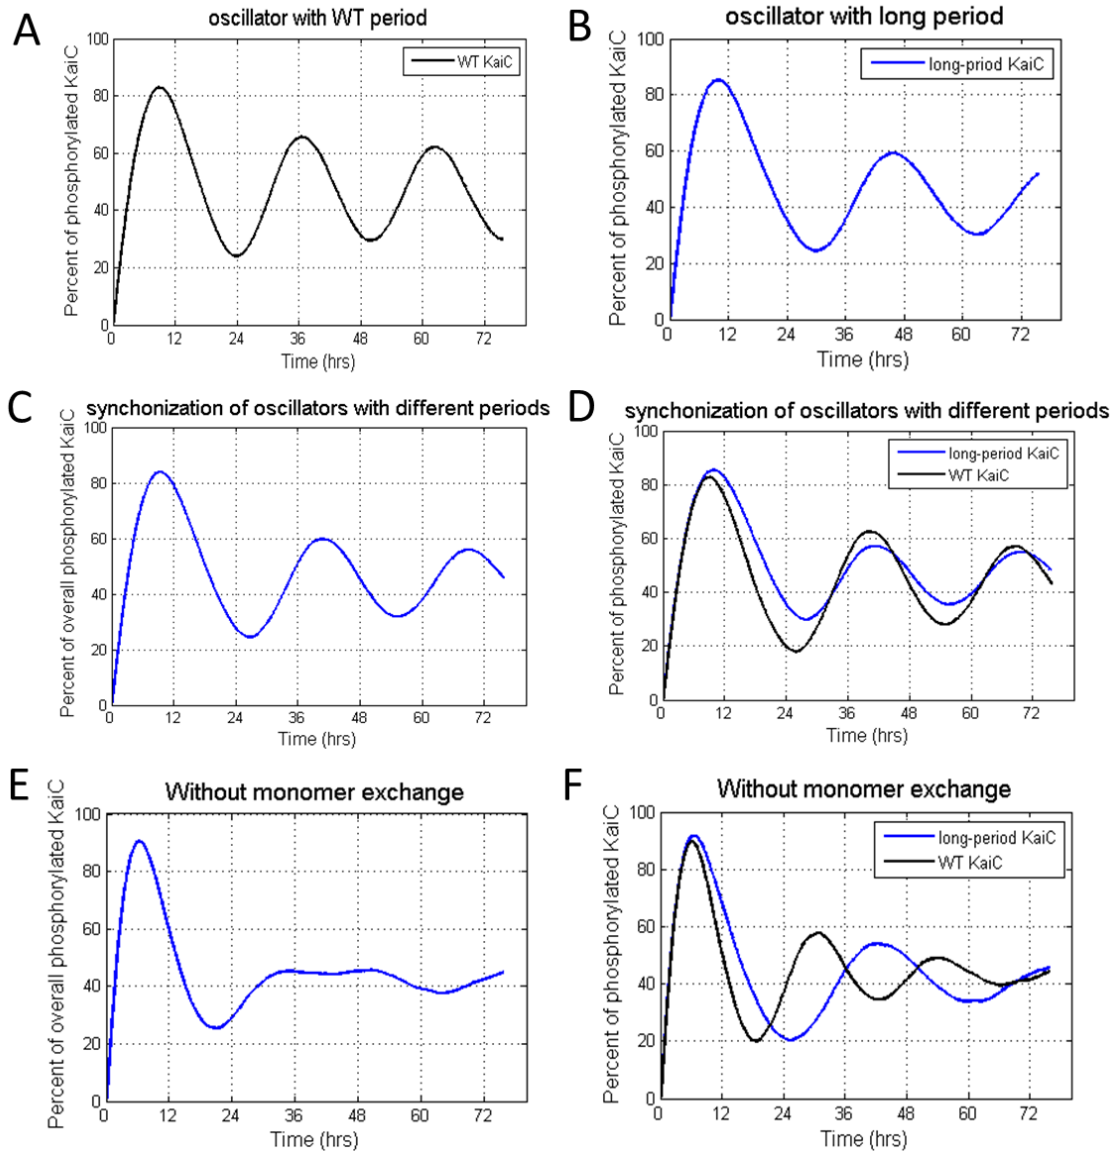 A
oscillator with WT period
WT KaiC
Percent of phosphorylated KaiC
100
80
60
40
20
0
0 12 24 36 48 60 72
Time (hrs)
B
oscillator with long period
long-priod KaiC
Percent of phosphorylated KaiC
100
80
60
40
20
0
0 12 24 36 48 60 72
Time (hrs)
C
synchonization of oscillators with different periods
Percent of overall phosphorylated KaiC
100
80
60
40
20
0
0 12 24 36 48 60 72
Time (hrs)
D
synchonization of oscillators with different periods
long-period KaiC
WT KaiC
Percent of phosphorylated KaiC
100
80
60
40
20
0
0 12 24 36 48 60 72
Time (hrs)
E
Without monomer exchange
Percent of overall phosphorylated KaiC
100
80
60
40
20
0
0 12 24 36 48 60 72
Time (hrs)
F
Without monomer exchange
long-period KaiC
WT KaiC
Percent of phosphorylated KaiC
100
80
60
40
20
0
0 12 24 36 48 60 72
Time (hrs)